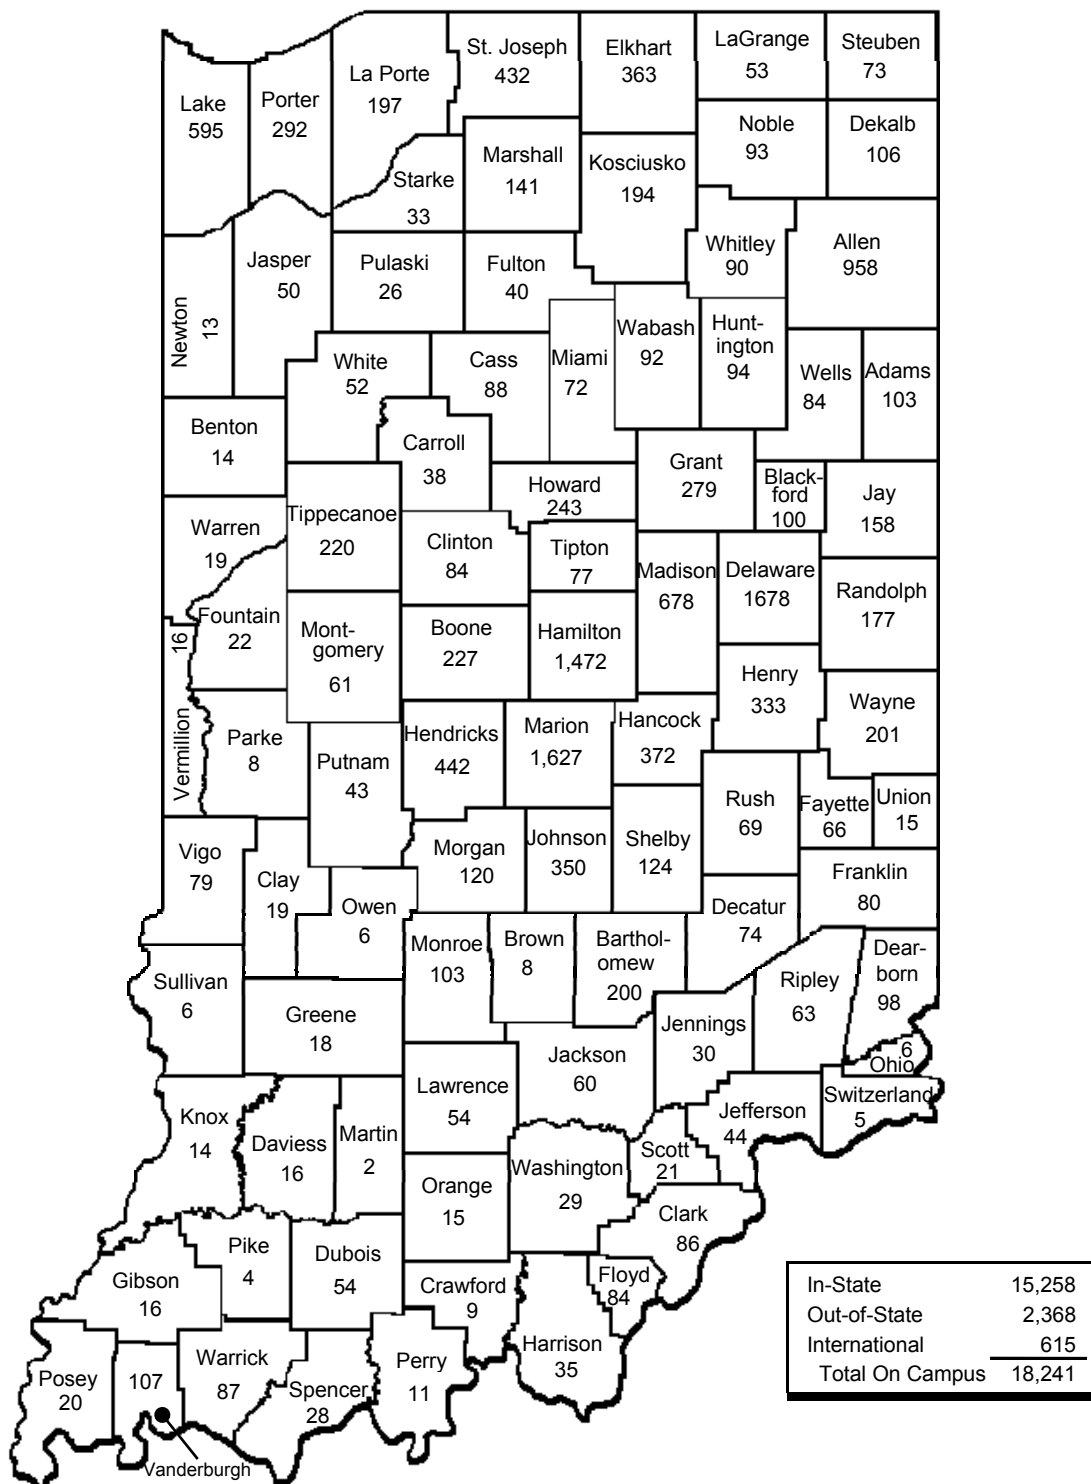 St. Joseph
432
Elkhart
363
LaGrange
53
Steuben
73
La Porte
197
Lake
595
Porter
292
Noble
93
Dekalb
106
Marshall
141
Kosciusko
194
Starke
33
Whitley
90
Allen
958
Jasper
50
Pulaski
26
Fulton
40
Newton
13
Wabash
92
Hunt-
ington
94
White
52
Cass
88
Miami
72
Wells
84
Adams
103
Benton
14
Carroll
38
Grant
279
Black-
ford
100
Jay
158
Howard
243
Warren
19
Tippecanoe
220
Clinton
84
Tipton
77
Madison
678
Delaware
1678
Randolph
177
Fountain
22
Mont-
gomery
61
Boone
227
Hamilton
1,472
Vermillion
16
Henry
333
Wayne
201
Parke
8
Putnam
43
Hendricks
442
Marion
1,627
Hancock
372
Rush
69
Fayette
66
Union
15
Vigo
79
Clay
19
Morgan
120
Johnson
350
Shelby
124
Franklin
80
Owen
6
Decatur
74
Monroe
103
Brown
8
Barthol-
omew
200
Dear-
born
98
Sullivan
6
Ripley
63
Greene
18
Jennings
30
Jackson
60
6
Ohio
Lawrence
54
Switzerland
5
Knox
14
Daviess
16
Martin
2
Jefferson
44
Scott
21
Washington
29
Orange
15
Clark
86
Pike
4
Dubois
54
Gibson
16
Crawford
9
Floyd
84
Harrison
35
Posey
20
107
Vanderburgh
Warrick
87
Spencer
28
Perry
11
In-State 15,258
Out-of-State 2,368
International 615
Total On Campus 18,241